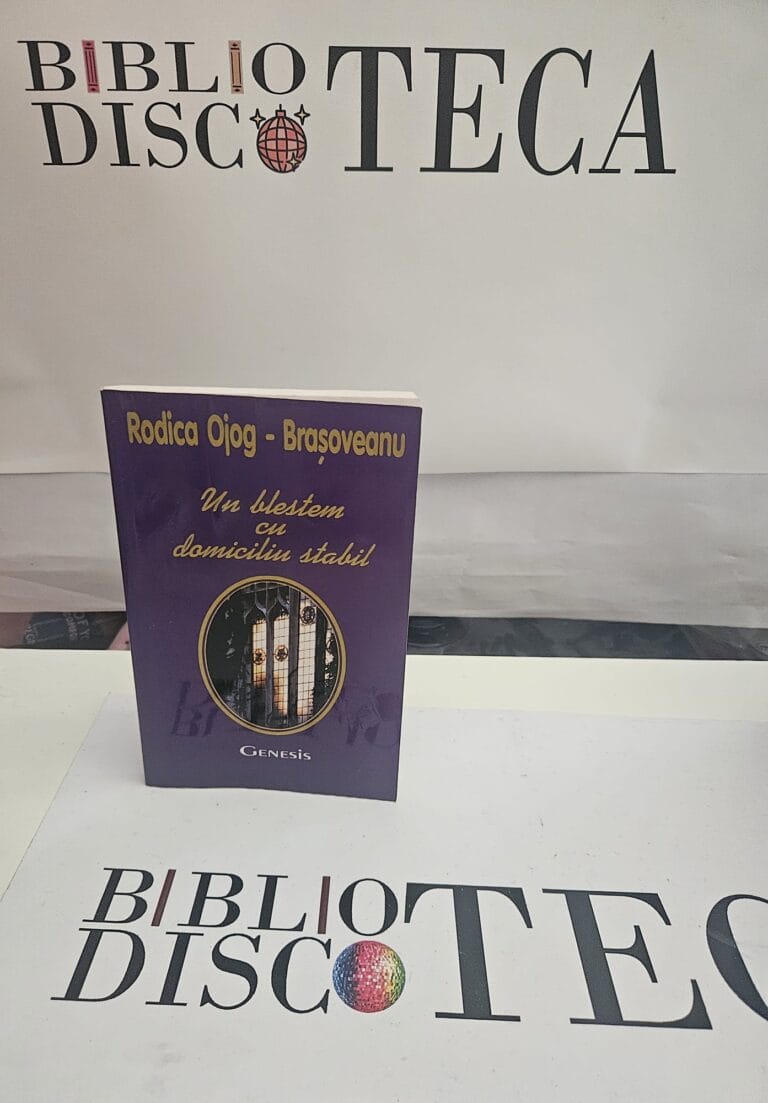 BIBLIO
DISCOTECA
Rodica Ojog - Brașoveanu
Un blestem
cu
domiciliu stabil
GENESIS
BIBLIO
DISCOTEC